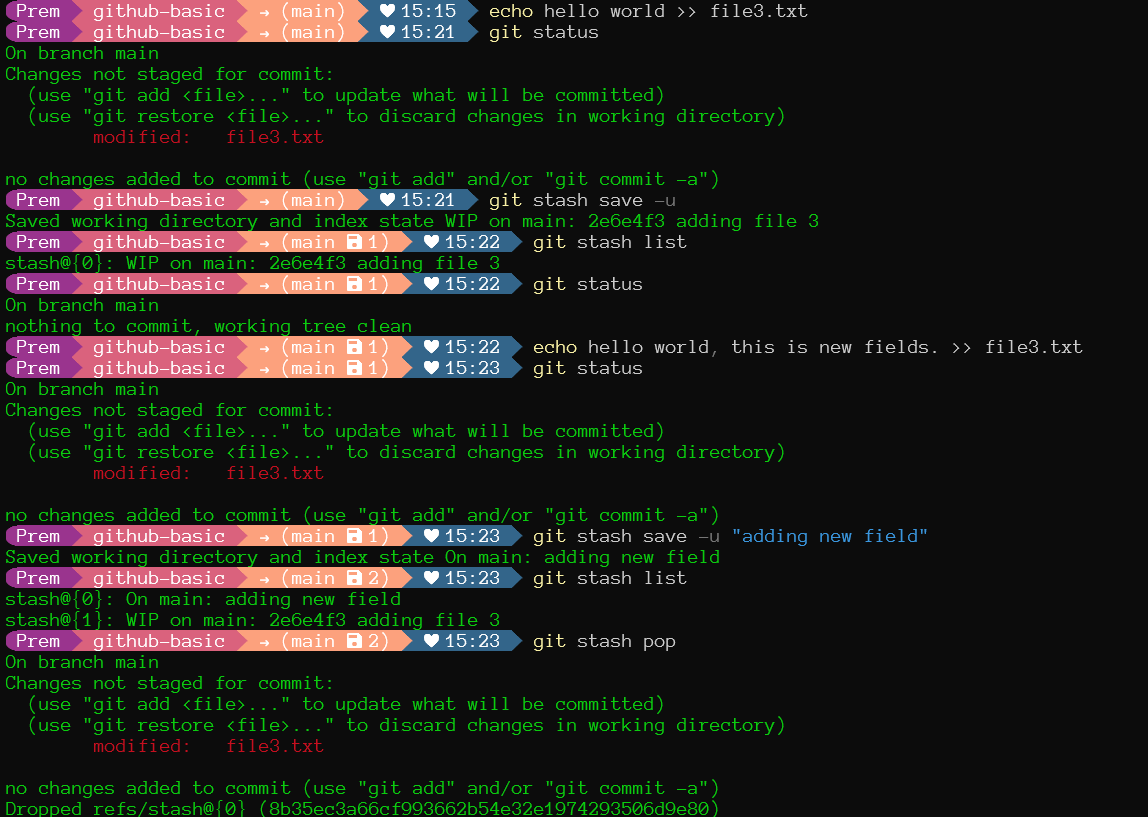 Prem github-basic → (main) ♥ 15:15 echo hello world >> file3.txt
Prem github-basic → (main) ♥ 15:21 git status
On branch main
Changes not staged for commit:
  (use "git add <file>..." to update what will be committed)
  (use "git restore <file>..." to discard changes in working directory)
        modified:   file3.txt

no changes added to commit (use "git add" and/or "git commit -a")
Prem github-basic → (main) ♥ 15:21 git stash save -u
Saved working directory and index state WIP on main: 2e6e4f3 adding file 3
Prem github-basic → (main 1) ♥ 15:22 git stash list
stash@{0}: WIP on main: 2e6e4f3 adding file 3
Prem github-basic → (main 1) ♥ 15:22 git status
On branch main
nothing to commit, working tree clean
Prem github-basic → (main 1) ♥ 15:22 echo hello world, this is new fields. >> file3.txt
Prem github-basic → (main 1) ♥ 15:23 git status
On branch main
Changes not staged for commit:
  (use "git add <file>..." to update what will be committed)
  (use "git restore <file>..." to discard changes in working directory)
        modified:   file3.txt

no changes added to commit (use "git add" and/or "git commit -a")
Prem github-basic → (main 1) ♥ 15:23 git stash save -u "adding new field"
Saved working directory and index state On main: adding new field
Prem github-basic → (main 2) ♥ 15:23 git stash list
stash@{0}: On main: adding new field
stash@{1}: WIP on main: 2e6e4f3 adding file 3
Prem github-basic → (main 2) ♥ 15:23 git stash pop
On branch main
Changes not staged for commit:
  (use "git add <file>..." to update what will be committed)
  (use "git restore <file>..." to discard changes in working directory)
        modified:   file3.txt

no changes added to commit (use "git add" and/or "git commit -a")
Dropped refs/stash@{0} (8b35ec3a66cf993662b54e32e1974293506d9e80)